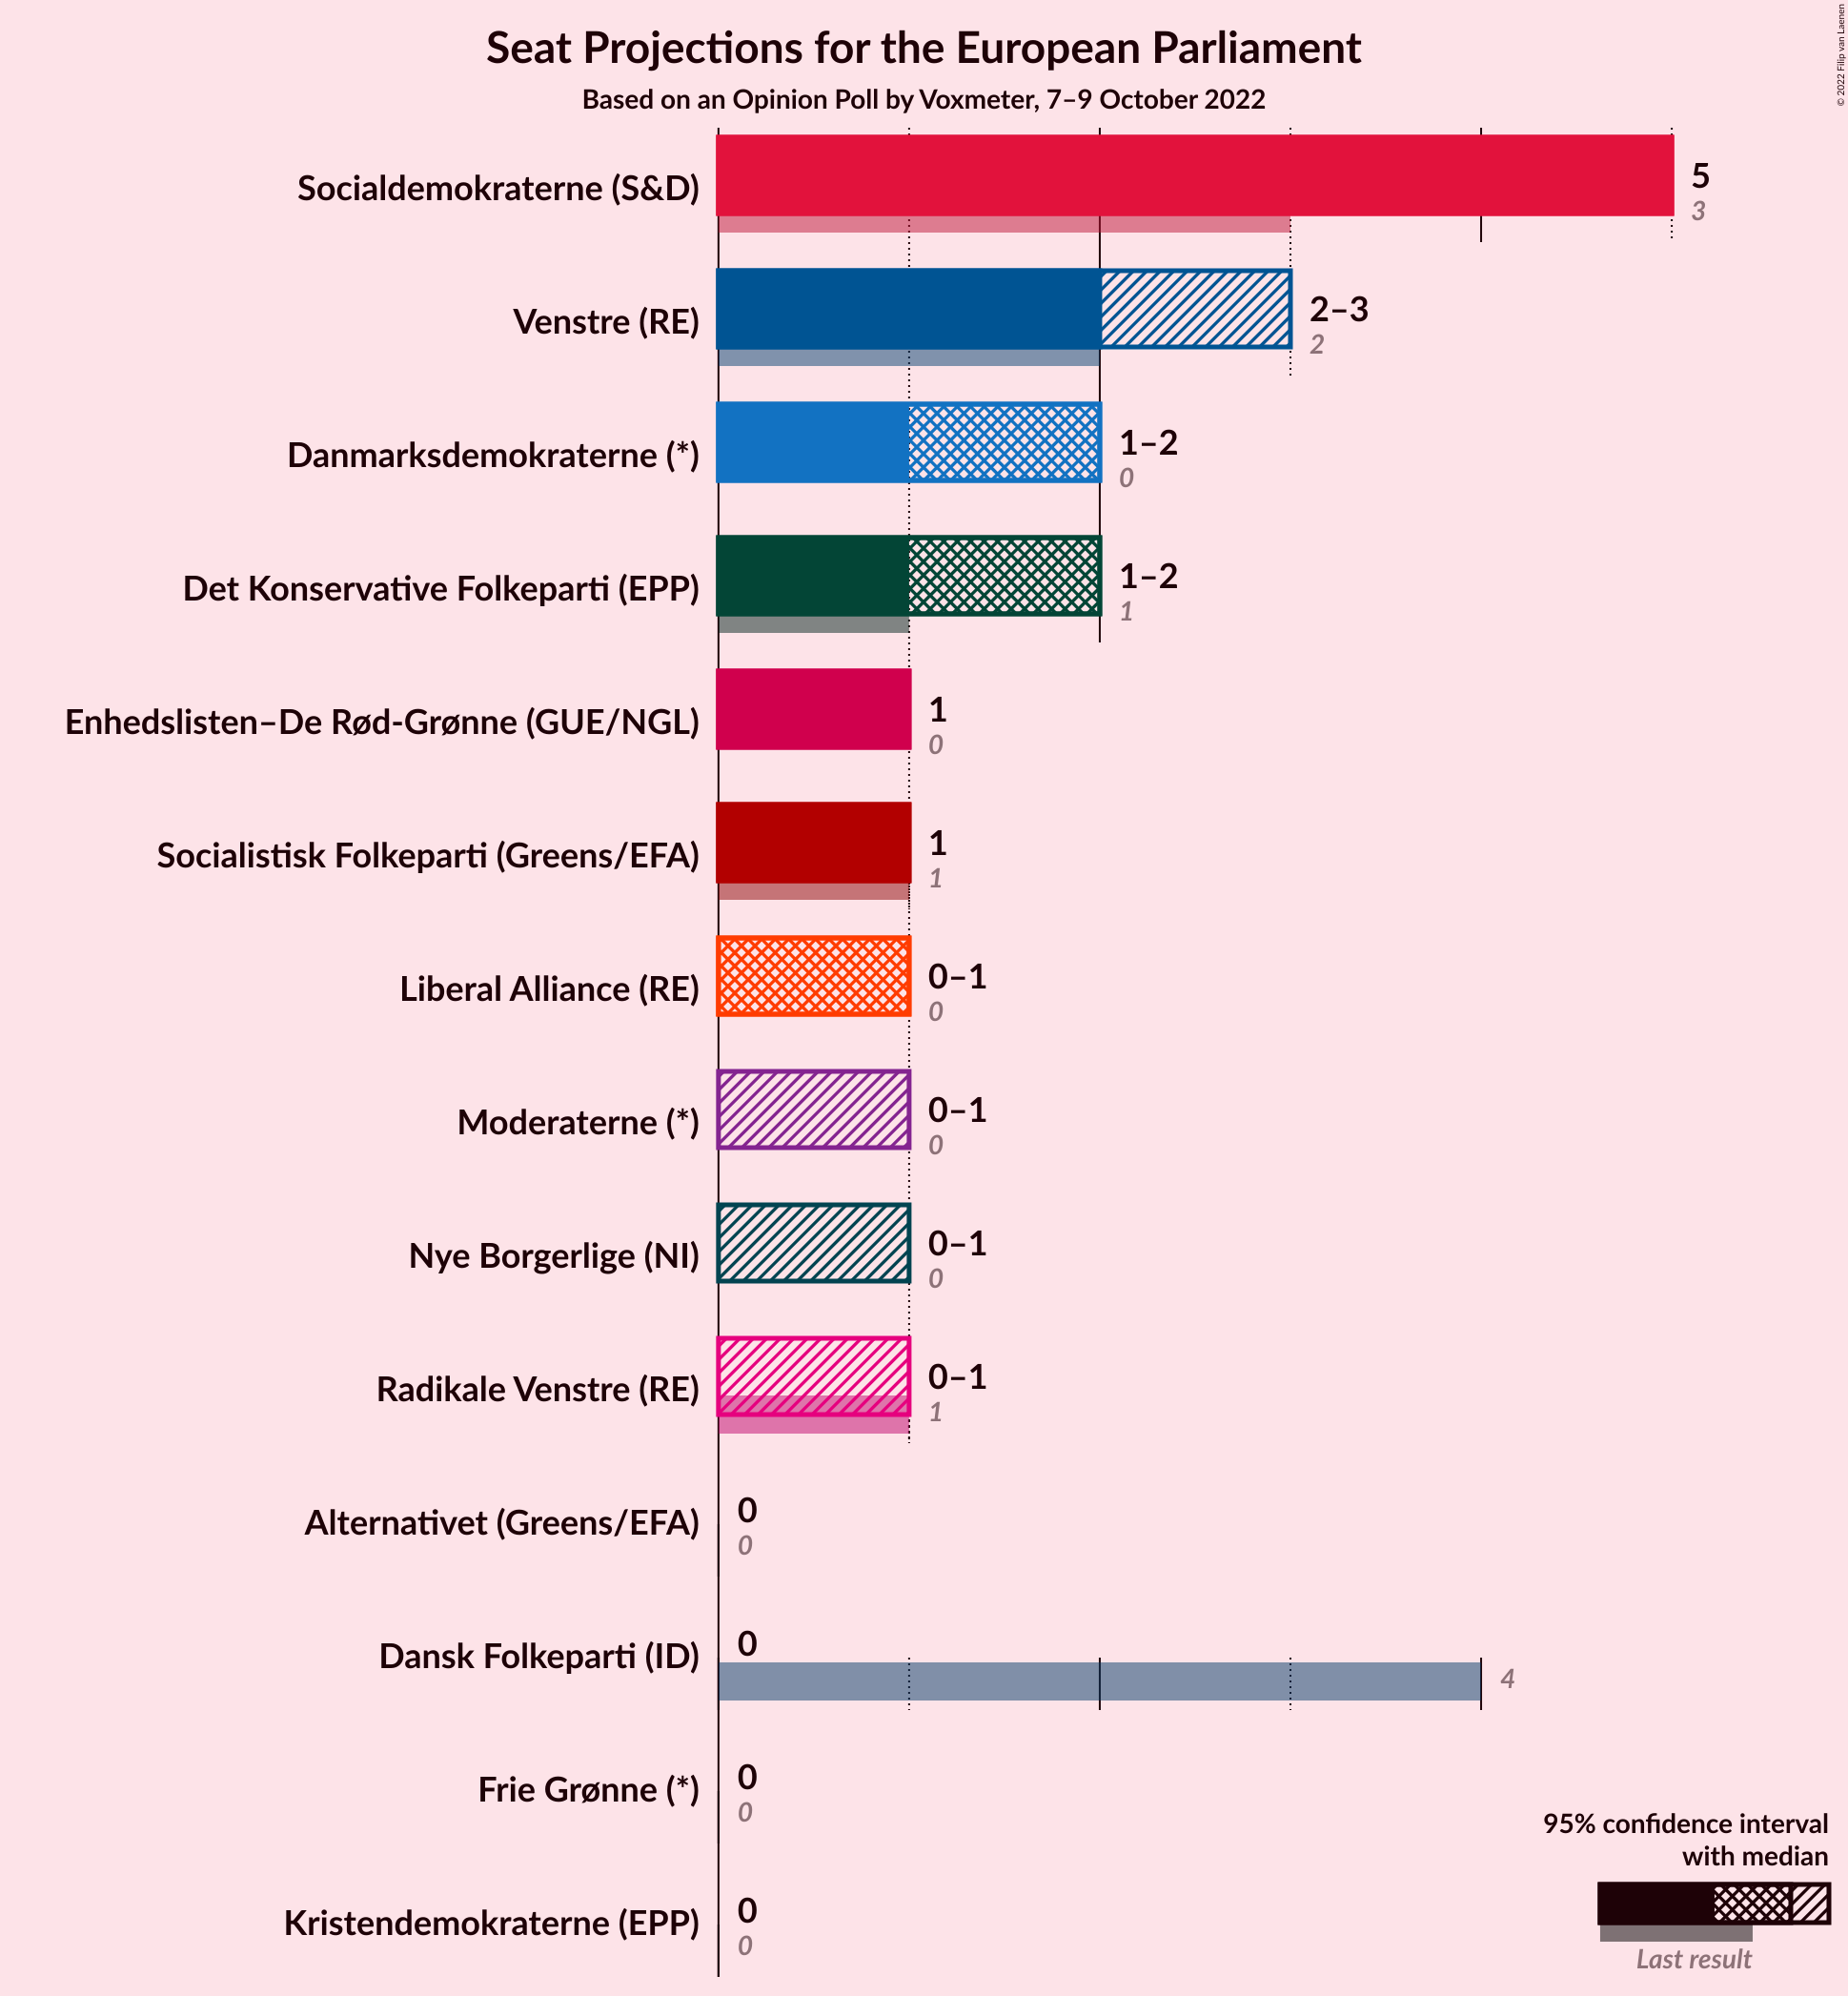 Seat Projections for the European Parliament
Based on an Opinion Poll by Voxmeter, 7–9 October 2022
© 2022 Filip van Laenen
Socialdemokraterne (S&D)
5
3
Venstre (RE)
2–3
2
Danmarksdemokraterne (*)
1–2
0
Det Konservative Folkeparti (EPP)
1–2
1
Enhedslisten–De Rød-Grønne (GUE/NGL)
1
0
Socialistisk Folkeparti (Greens/EFA)
1
1
Liberal Alliance (RE)
0–1
0
Moderaterne (*)
0–1
0
Nye Borgerlige (NI)
0–1
0
Radikale Venstre (RE)
0–1
1
Alternativet (Greens/EFA)
0
0
Dansk Folkeparti (ID)
0
4
Frie Grønne (*)
0
0
Kristendemokraterne (EPP)
0
0
95% confidence interval
with median
Last result